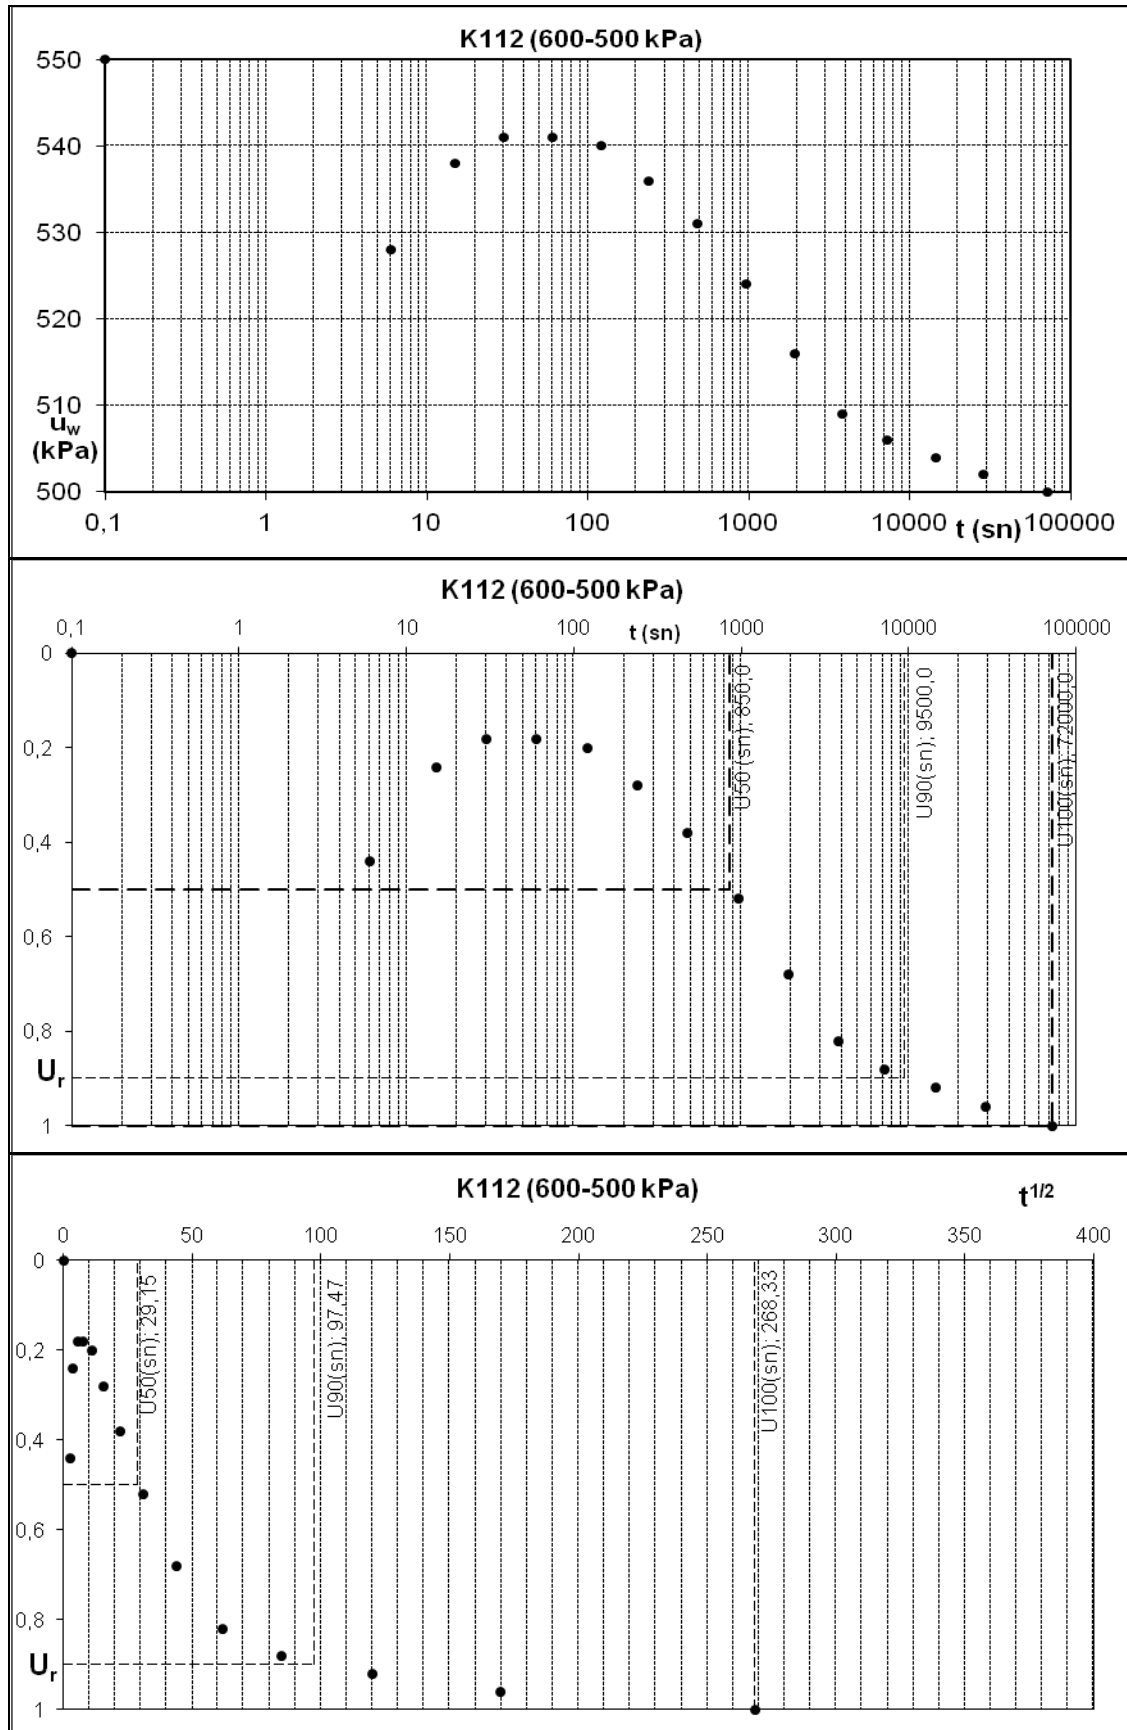 K112 (600-500 kPa)
550
540
530
520
510
u_w
(kPa)
500
0,1 1 10 100 1000 10000 t (sn) 100000
K112 (600-500 kPa)
0,1 1 10 100 t (sn) 1000 10000 100000
0
0,2
0,4
0,6
0,8
U_r
1
U50 (sn); 850,0
U90(sn); 9500,0
U100(sn); 72000,0
K112 (600-500 kPa) t^1/2
0 50 100 150 200 250 300 350 400
0
0,2
0,4
0,6
0,8
U_r
1
U50(sn); 29,15
U90(sn); 97,47
U100(sn); 268,33